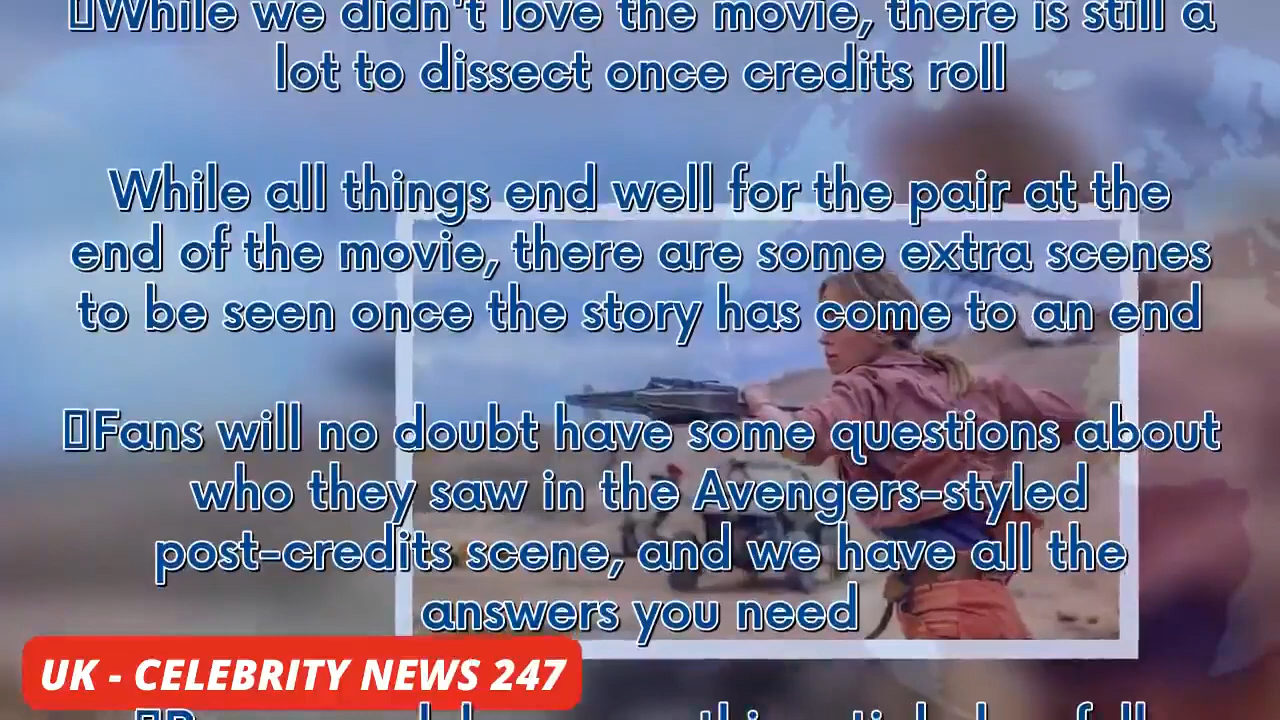 While we didn't love the movie, there is still a
lot to dissect once credits roll
While all things end well for the pair at the
end of the movie, there are some extra scenes
to be seen once the story has come to an end
Fans will no doubt have some questions about
who they saw in the Avengers-styled
post-credits scene, and we have all the
answers you need
UK - CELEBRITY NEWS 247